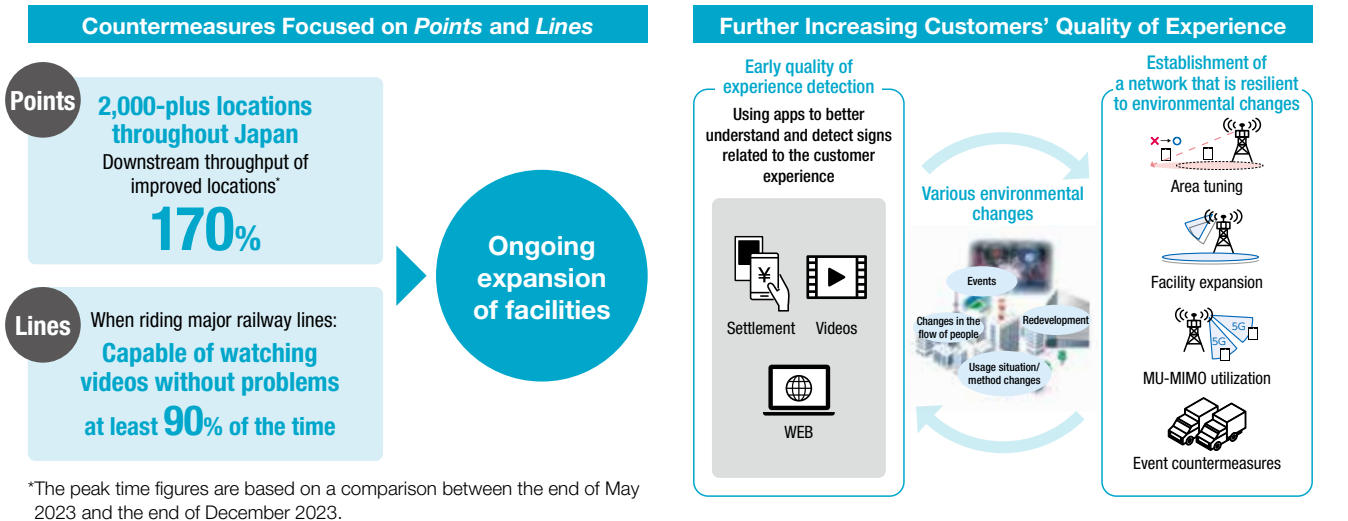 Countermeasures Focused on Points and Lines
Points
2,000-plus locations
throughout Japan
Downstream throughput of
improved locations*
170%
Lines
When riding major railway lines:
Capable of watching
videos without problems
at least 90% of the time
Ongoing
expansion
of facilities
*The peak time figures are based on a comparison between the end of May
2023 and the end of December 2023.
Further Increasing Customers’ Quality of Experience
Early quality of
experience detection
Using apps to better
understand and detect signs
related to the customer
experience
¥
Settlement
Videos
WEB
Various environmental
changes
Events
Changes in the
flow of people
Redevelopment
Usage situation/
method changes
Establishment of
a network that is resilient
to environmental changes
×→○
Area tuning
Facility expansion
5G
5G
MU-MIMO utilization
Event countermeasures